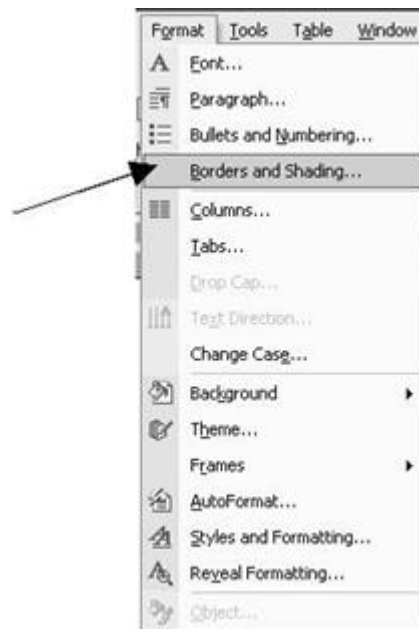 Format Tools Table Window
Font...
Paragraph...
Bullets and Numbering...
Borders and Shading...
Columns...
Tabs...
Drop Cap...
Text Direction...
Change Case...
Background
Theme...
Frames
AutoFormat...
Styles and Formatting...
Reveal Formatting...
Object...